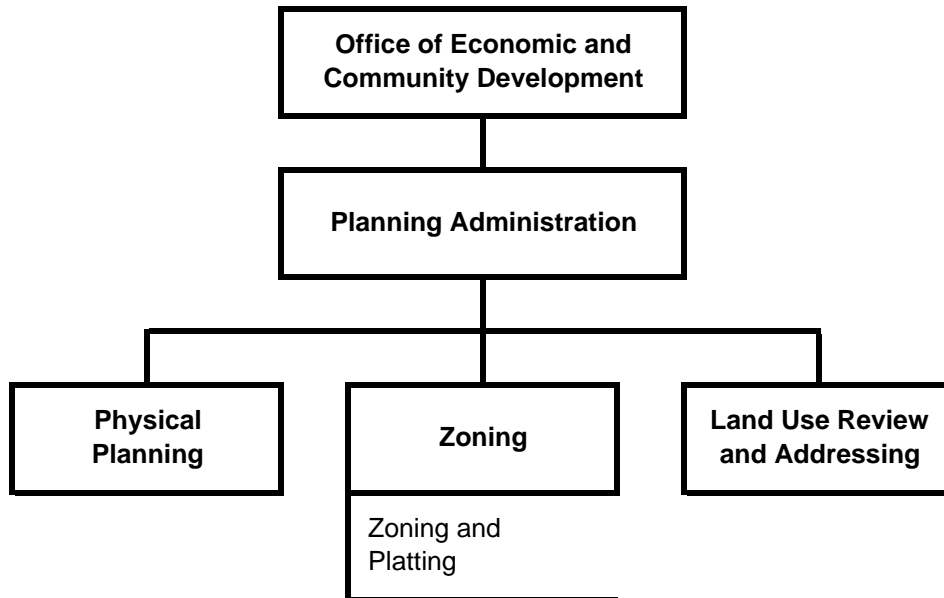 Office of Economic and
Community Development
Planning Administration
Physical
Planning
Zoning
Land Use Review
and Addressing
Zoning and
Platting